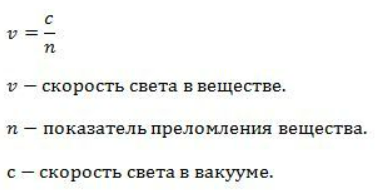 v = c/n
v − скорость света в веществе.
n − показатель преломления вещества.
c − скорость света в вакууме.